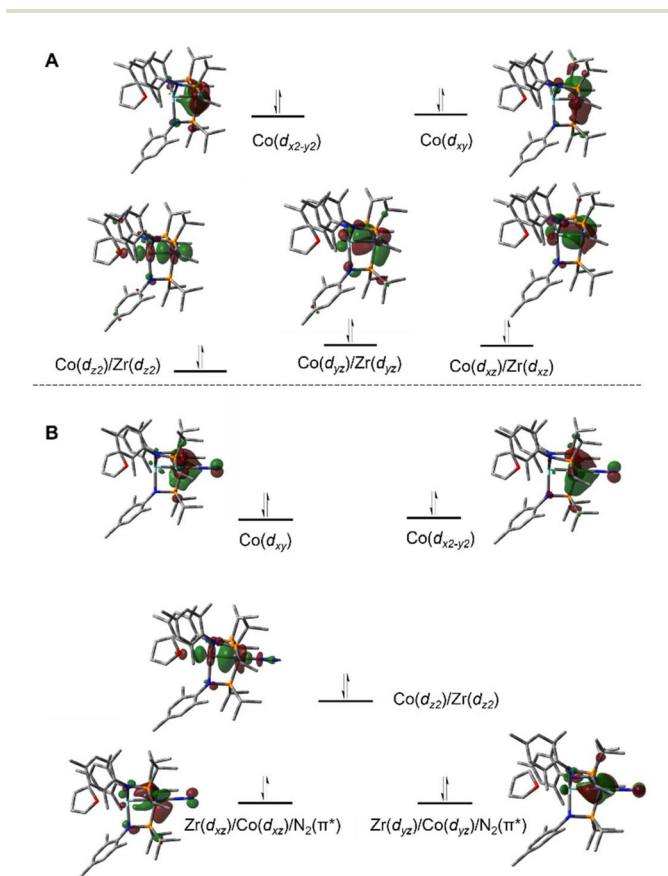 A
Co(dx2-y2)
Co(dxy)
Co(dz2)/Zr(dz2)
Co(dyz)/Zr(dyz)
Co(dxz)/Zr(dxz)
B
Co(dxy)
Co(dx2-y2)
Co(dz2)/Zr(dz2)
Zr(dxz)/Co(dxz)/N2(π*)
Zr(dyz)/Co(dyz)/N2(π*)